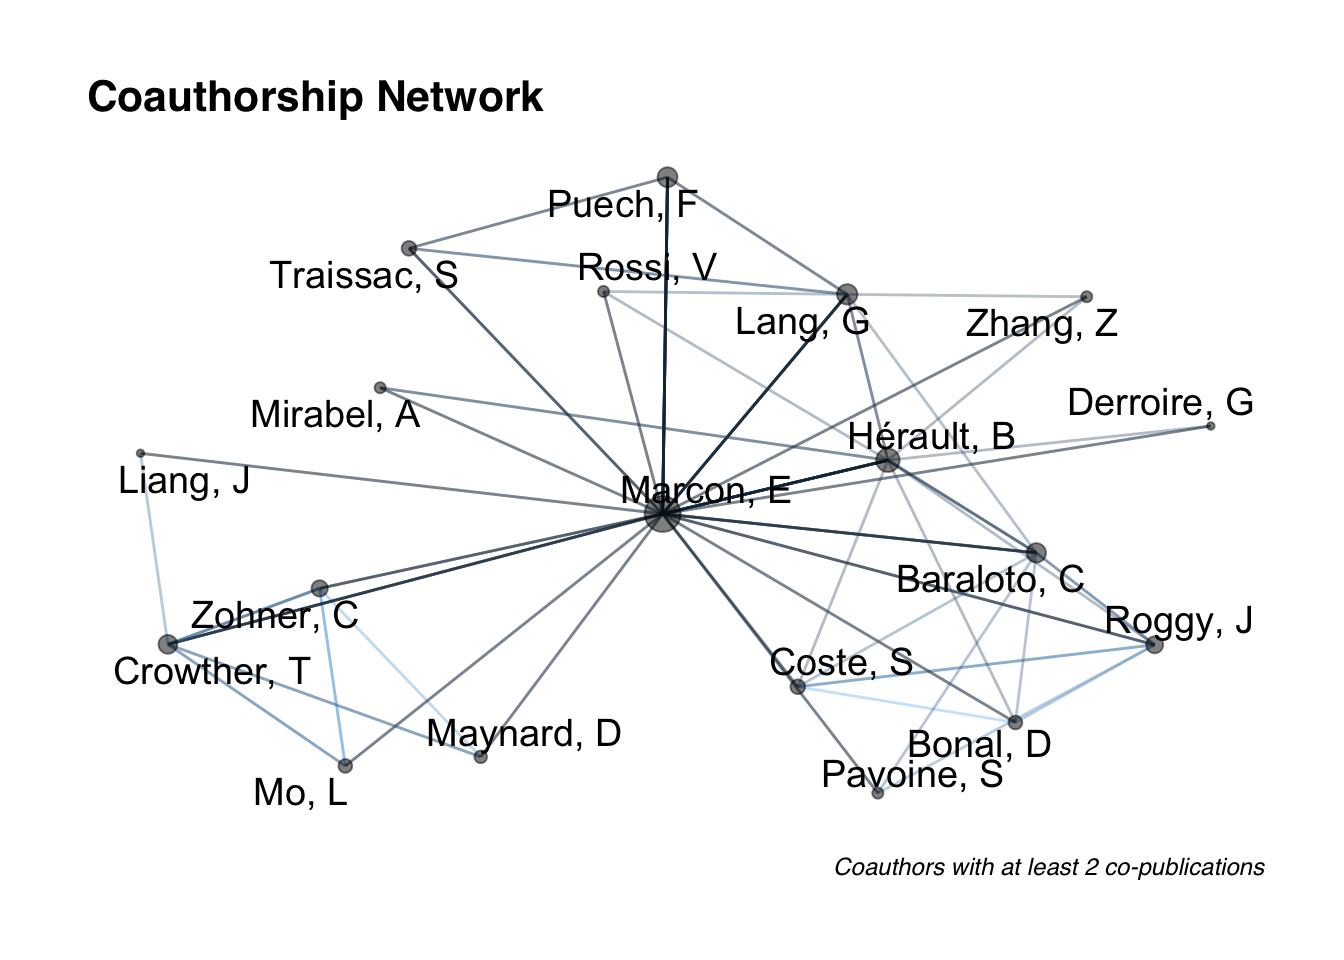 Coauthorship Network
Puech, F
Rossi, V
Traissac, S
Lang, G
Zhang, Z
Derroire, G
Mirabel, A
Hérault, B
Liang, J
Marcon, E
Baraloto, C
Zohner, C
Roggy, J
Crowther, T
Coste, S
Maynard, D
Bonal, D
Pavoine, S
Mo, L
Coauthors with at least 2 co-publications